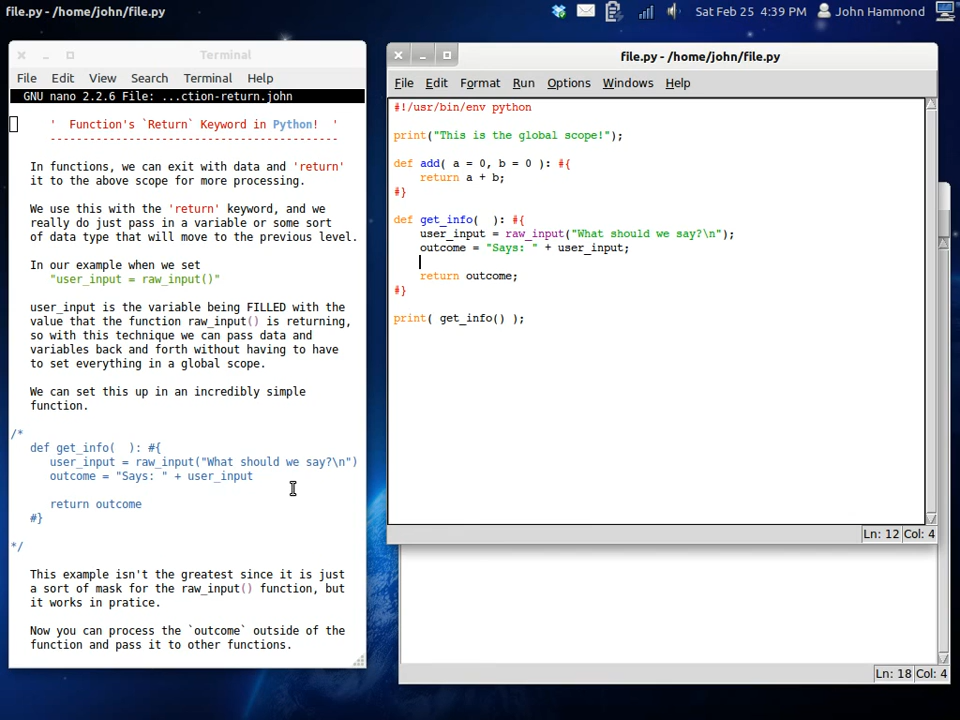 file.py - /home/john/file.py
Sat Feb 25 4:39 PM
John Hammond
Terminal
File Edit View Search Terminal Help
GNU nano 2.2.6 File: ...ction-return.john
' Function's `Return` Keyword in Python! '
-----------------------------------------
In functions, we can exit with data and 'return'
it to the above scope for more processing.
We use this with the 'return' keyword, and we
really do just pass in a variable or some sort
of data type that will move to the previous level.
In our example when we set
"user_input = raw_input()"
user_input is the variable being FILLED with the
value that the function raw_input() is returning,
so with this technique we can pass data and
variables back and forth without having to have
to set everything in a global scope.
We can set this up in an incredibly simple
function.
/*
def get_info(  ): #{
user_input = raw_input("What should we say?\n")
outcome = "Says: " + user_input
return outcome
#}
*/
This example isn't the greatest since it is just
a sort of mask for the raw_input() function, but
it works in pratice.
Now you can process the `outcome` outside of the
function and pass it to other functions.
file.py - /home/john/file.py
File Edit Format Run Options Windows Help
#!/usr/bin/env python
print("This is the global scope!");
def add( a = 0, b = 0 ): #{
return a + b;
#}
def get_info(  ): #{
user_input = raw_input("What should we say?\n");
outcome = "Says: " + user_input;
return outcome;
#}
print( get_info() );
Ln: 12 Col: 4
Ln: 18 Col: 4